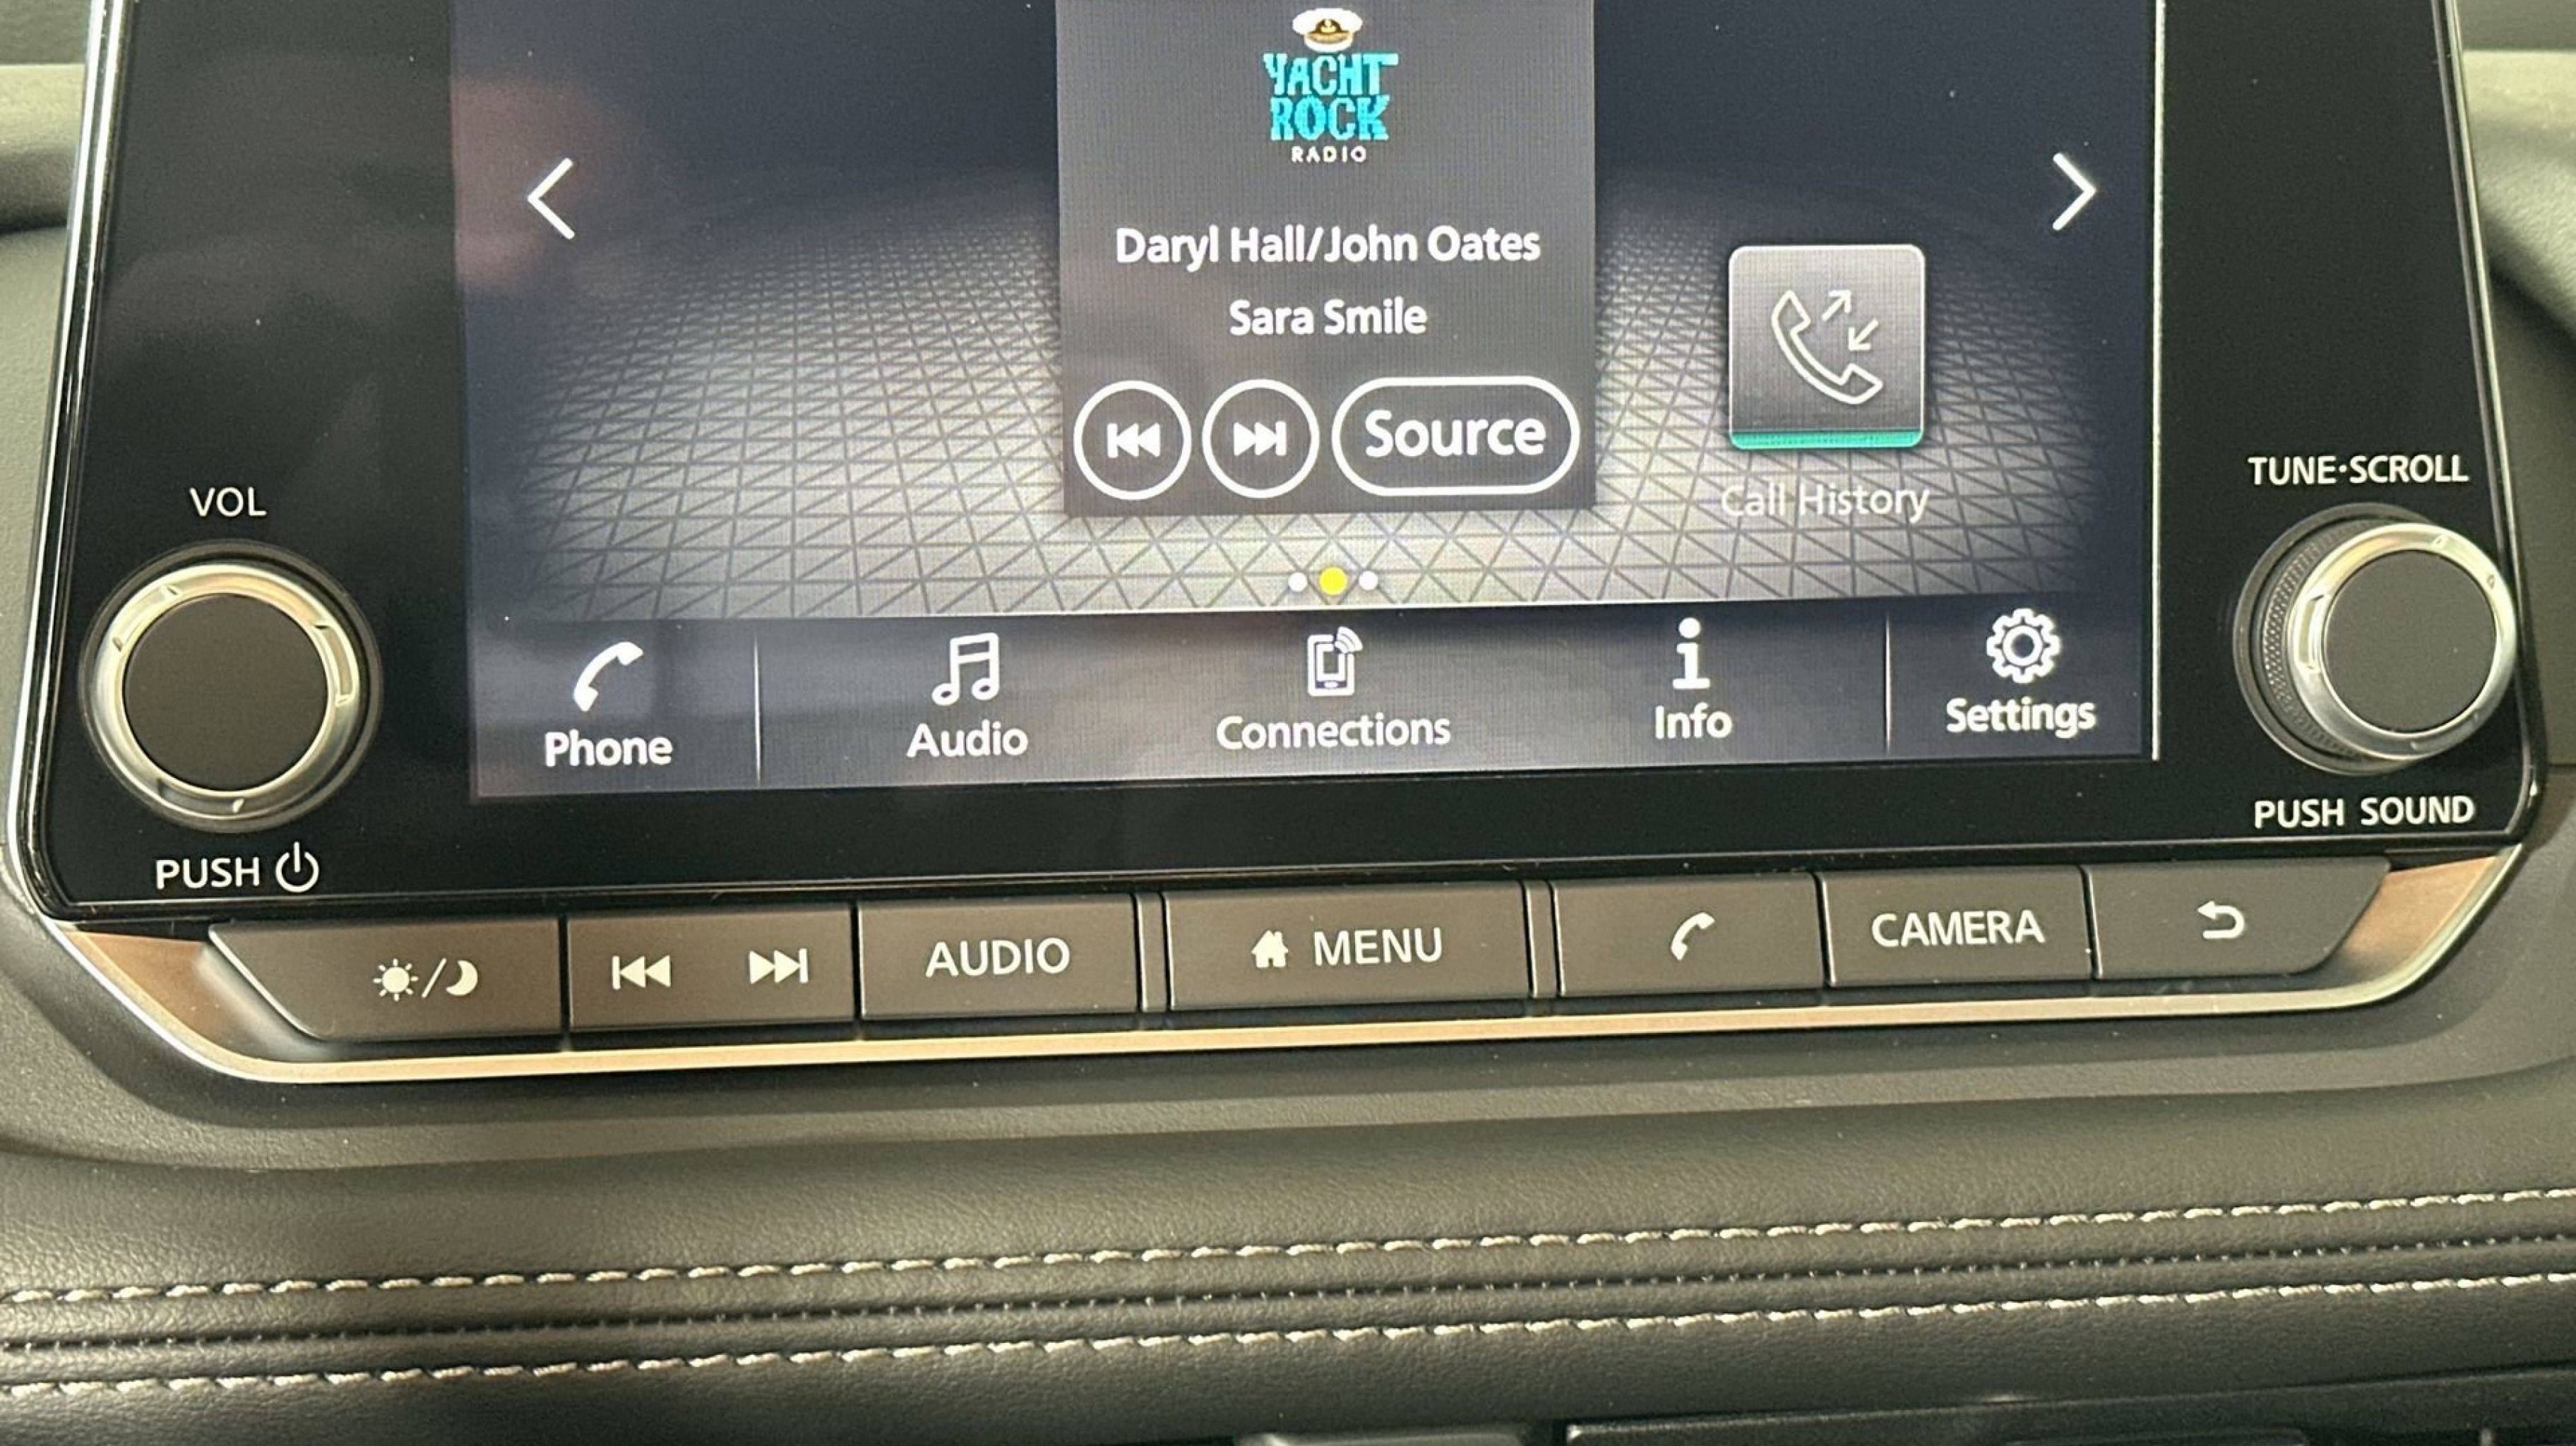 YACHT
ROCK
RADIO
Daryl Hall/John Oates
Sara Smile
Source
Call History
VOL
TUNE·SCROLL
Phone
Audio
Connections
Info
Settings
PUSH
PUSH SOUND
AUDIO
MENU
CAMERA